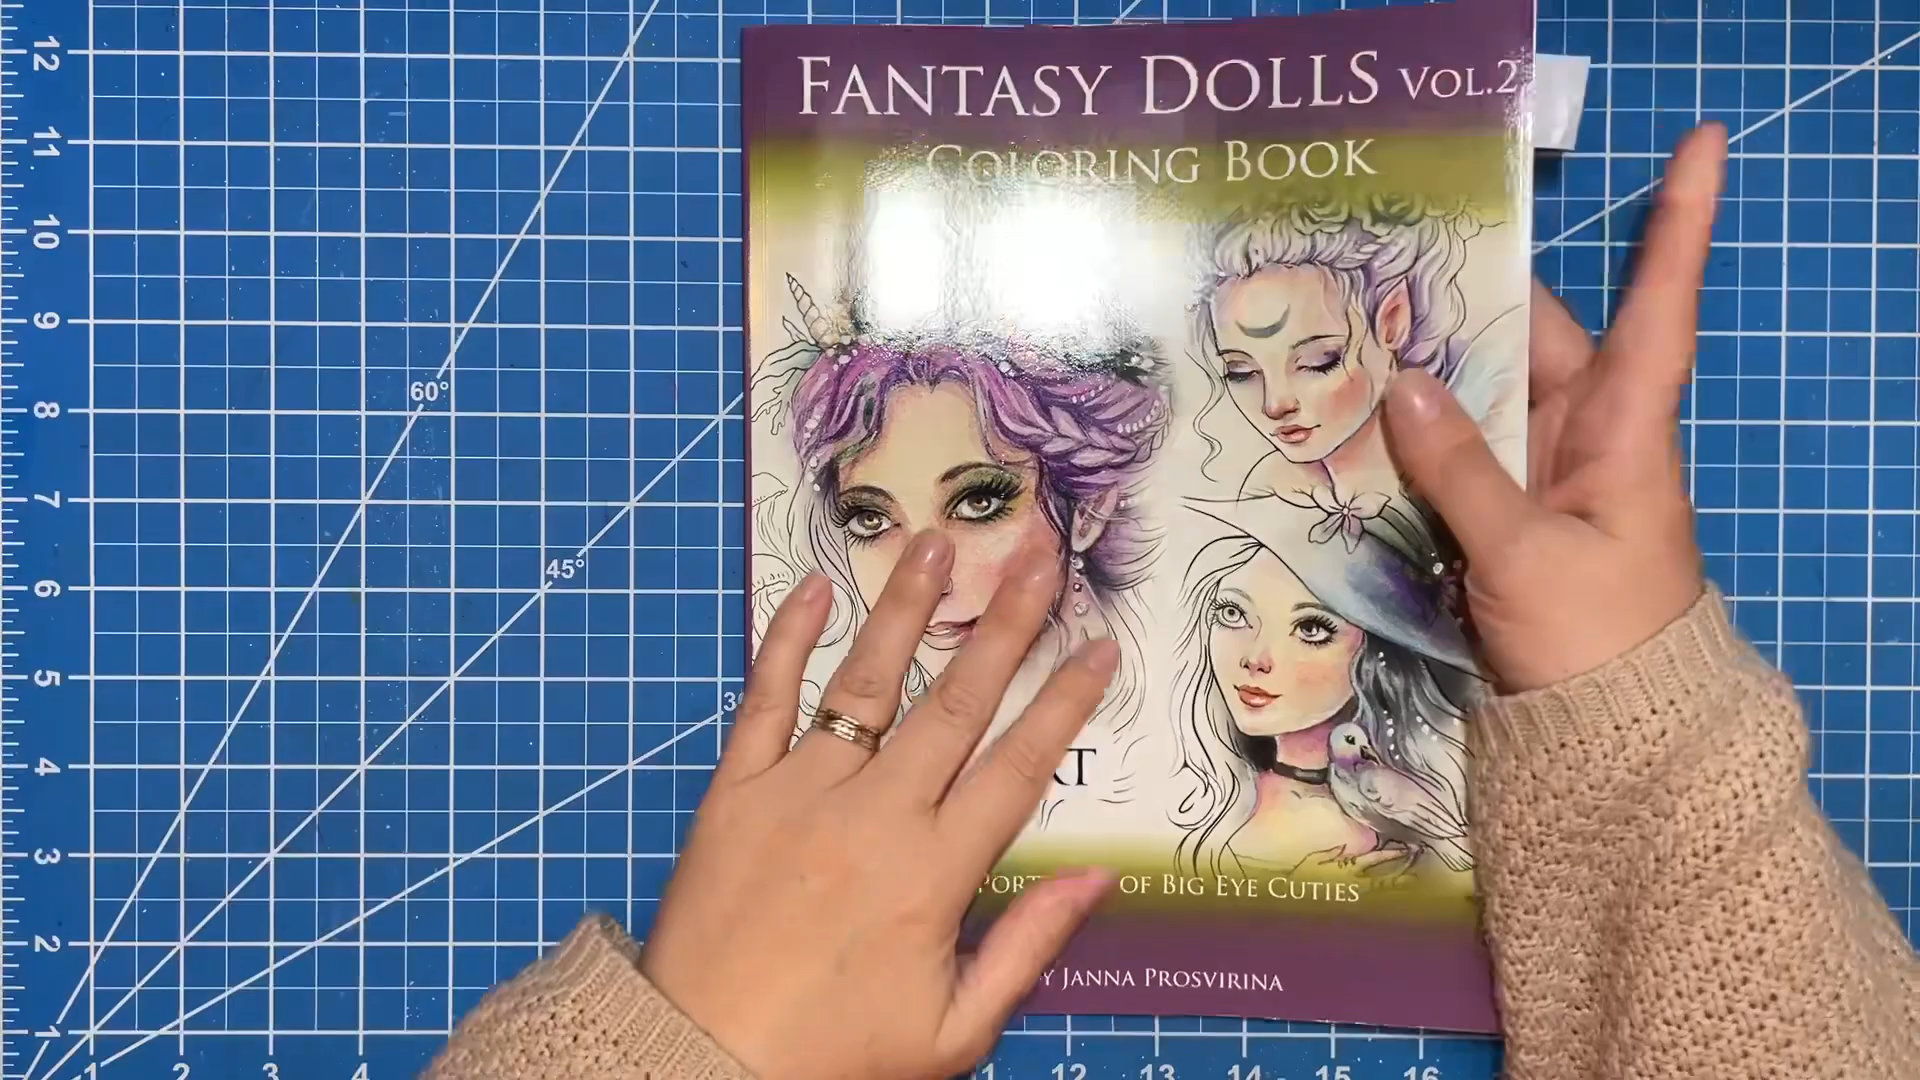 FANTASY DOLLS VOL.2
COLORING BOOK
OF BIG EYE CUTIES
JANNA PROSVIRINA
12
11
10
9
8
7
6
5
4
3
2
1
60°
45°
1 2 3 4 12 13 14 15 16